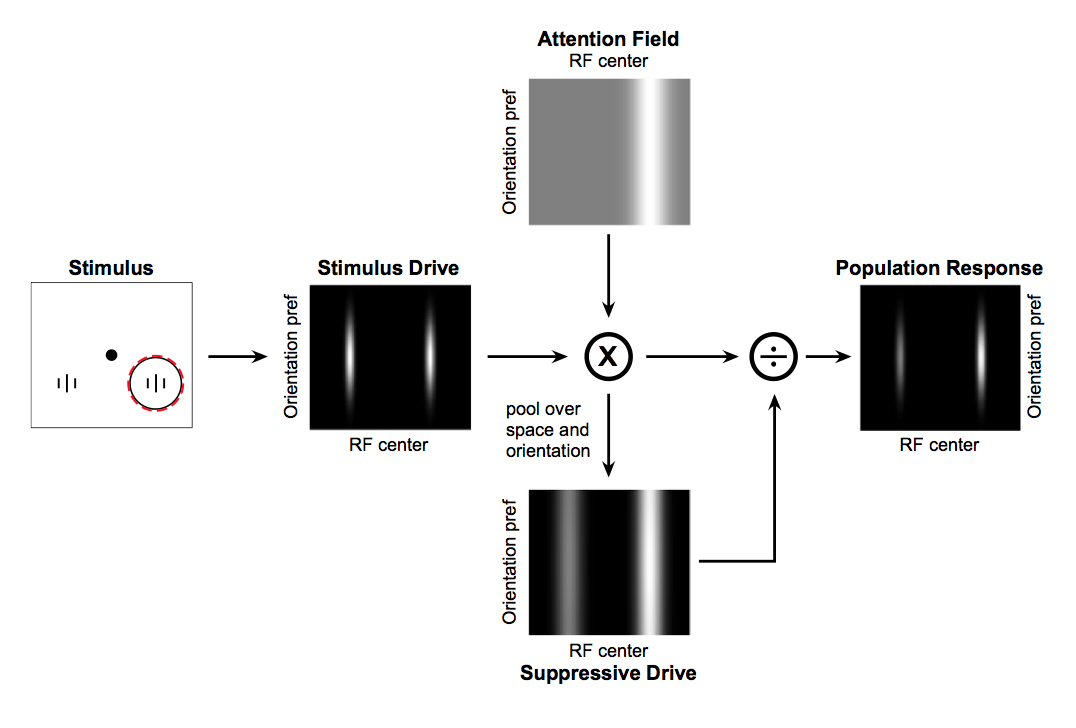 Attention Field
RF center
Orientation pref
Stimulus
Stimulus Drive
Orientation pref
RF center
X
÷
Population Response
Orientation pref
RF center
pool over
space and
orientation
Orientation pref
RF center
Suppressive Drive